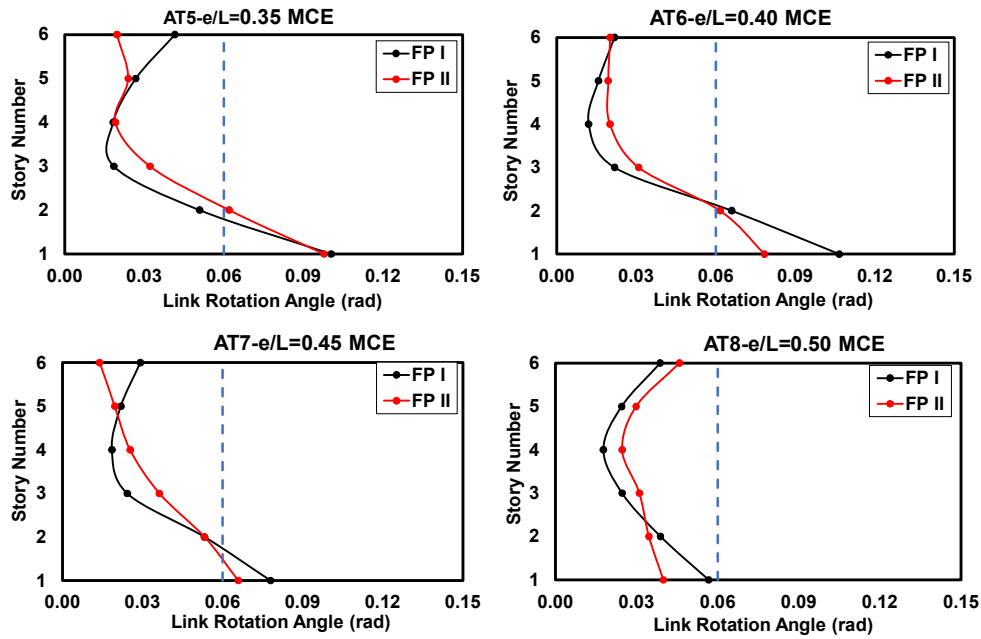 AT5-e/L=0.35 MCE
6
5
4
3
2
1
Story Number
FP I
FP II
0.00 0.03 0.06 0.09 0.12 0.15
Link Rotation Angle (rad)
AT6-e/L=0.40 MCE
6
5
4
3
2
1
Story Number
FP I
FP II
0.00 0.03 0.06 0.09 0.12 0.15
Link Rotation Angle (rad)
AT7-e/L=0.45 MCE
6
5
4
3
2
1
Story Number
FP I
FP II
0.00 0.03 0.06 0.09 0.12 0.15
Link Rotation Angle (rad)
AT8-e/L=0.50 MCE
6
5
4
3
2
1
Story Number
FP I
FP II
0.00 0.03 0.06 0.09 0.12 0.15
Link Rotation Angle (rad)